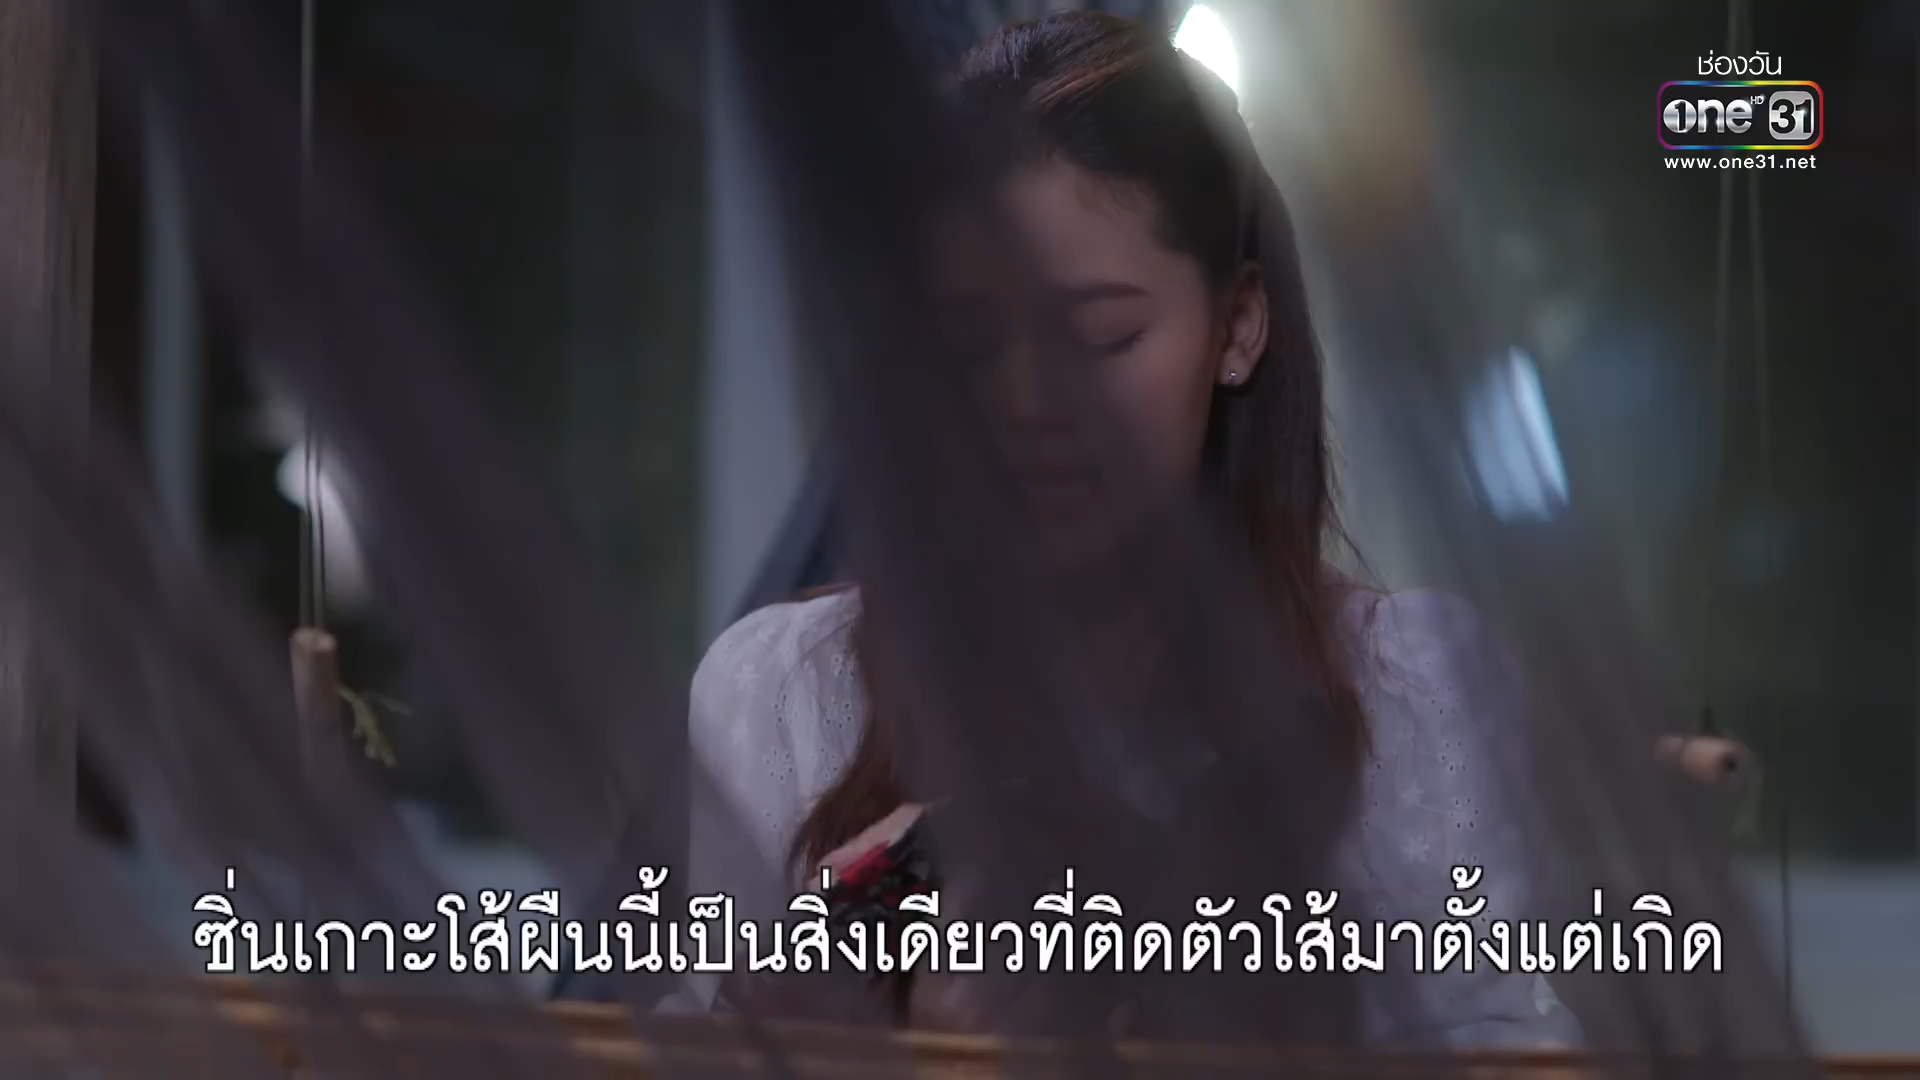 ช่องวัน
one HD 31
www.one31.net
ซิ่นเกาะโส้ผืนนี้เป็นสิ่งเดียวที่ติดตัวโส้มาตั้งแต่เกิด